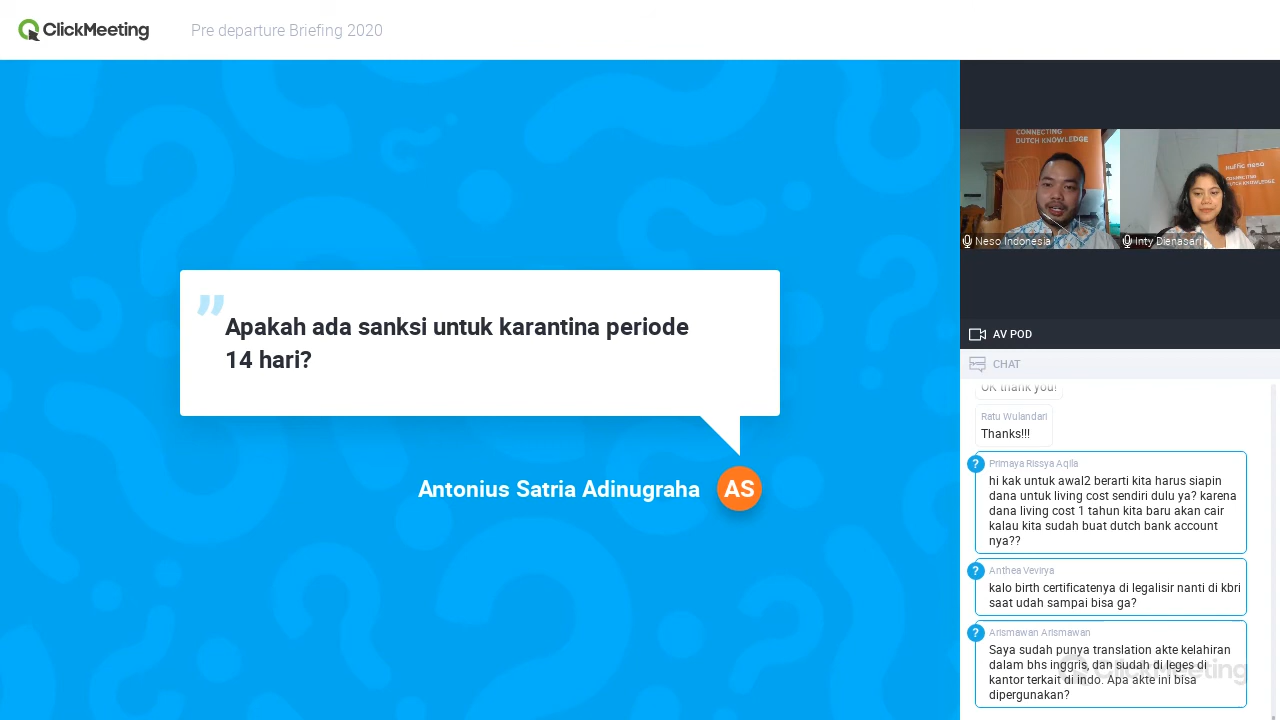 ClickMeeting
Pre departure Briefing 2020
CONNECTING
DUTCH KNOWLEDGE
nuffic neso
DUTCH KNOWLEDGE
Neso Indonesia
Inty Dienasari
”
Apakah ada sanksi untuk karantina periode
14 hari?
Antonius Satria Adinugraha
AS
AV POD
CHAT
OK thank you!
Ratu Wulandari
Thanks!!!
?
Primaya Rissya Aqila
hi kak untuk awal2 berarti kita harus siapin
dana untuk living cost sendiri dulu ya? karena
dana living cost 1 tahun kita baru akan cair
kalau kita sudah buat dutch bank account
nya??
?
Anthea Vevirya
kalo birth certificatenya di legalisir nanti di kbri
saat udah sampai bisa ga?
?
Arismawan Arismawan
Saya sudah punya translation akte kelahiran
dalam bhs inggris, dan sudah di leges di
kantor terkait di indo. Apa akte ini bisa
dipergunakan?
ClickMeeting